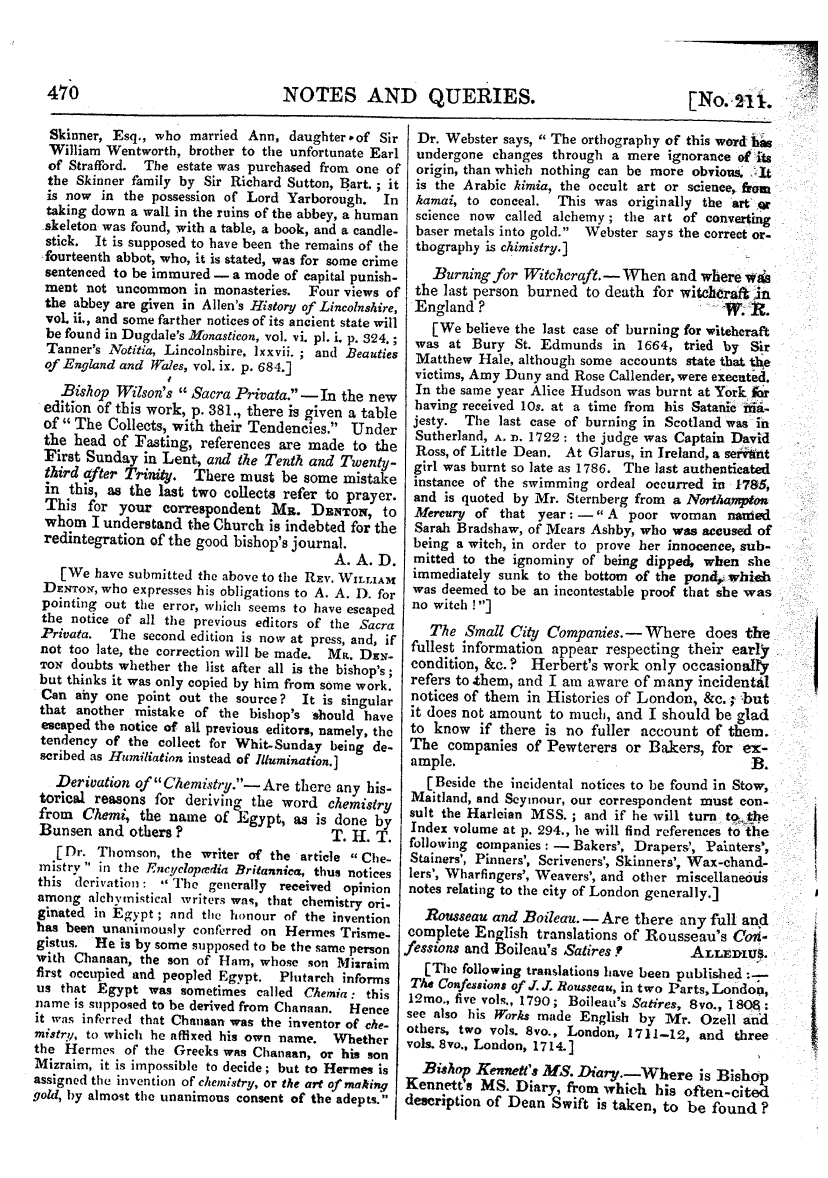 470
NOTES AND QUERIES.
[No. 211.
Skinner, Esq., who married Ann, daughter of Sir
William Wentworth, brother to the unfortunate Earl
of Strafford. The estate was purchased from one of
the Skinner family by Sir Richard Sutton, Bart. ; it
is now in the possession of Lord Yarborough. In
taking down a wall in the ruins of the abbey, a human
skeleton was found, with a table, a book, and a candle-
stick. It is supposed to have been the remains of the
fourteenth abbot, who, it is stated, was for some crime
sentenced to be immured — a mode of capital punish-
ment not uncommon in monasteries. Four views of
the abbey are given in Allen's History of Lincolnshire,
vol. ii., and some farther notices of its ancient state will
be found in Dugdale's Monasticon, vol. vi. pl. i. p. 324. ;
Tanner's Notitia, Lincolnshire, lxxvii. ; and Beauties
of England and Wales, vol. ix. p. 684.]
Bishop Wilson's " Sacra Privata." — In the new
edition of this work, p. 381., there is given a table
of " The Collects, with their Tendencies." Under
the head of Fasting, references are made to the
First Sunday in Lent, and the Tenth and Twenty-
third after Trinity. There must be some mistake
in this, as the last two collects refer to prayer.
This for your correspondent MR. DENTON, to
whom I understand the Church is indebted for the
redintegration of the good bishop's journal.
A. A. D.
[We have submitted the above to the REV. WILLIAM
DENTON, who expresses his obligations to A. A. D. for
pointing out the error, which seems to have escaped
the notice of all the previous editors of the Sacra
Privata. The second edition is now at press, and, if
not too late, the correction will be made. MR. DEN-
TON doubts whether the list after all is the bishop's ;
but thinks it was only copied by him from some work.
Can any one point out the source? It is singular
that another mistake of the bishop's should have
escaped the notice of all previous editors, namely, the
tendency of the collect for Whit-Sunday being de-
scribed as Humiliation instead of Illumination.]
Derivation of "Chemistry." — Are there any his-
torical reasons for deriving the word chemistry
from Chemi, the name of Egypt, as is done by
Bunsen and others ? T. H. T.
[Dr. Thomson, the writer of the article " Che-
mistry " in the Encyclopædia Britannica, thus notices
this derivation : " The generally received opinion
among alchymistical writers was, that chemistry ori-
ginated in Egypt ; and the honour of the invention
has been unanimously conferred on Hermes Trisme-
gistus. He is by some supposed to be the same person
with Chanaan, the son of Ham, whose son Mizraim
first occupied and peopled Egypt. Plutarch informs
us that Egypt was sometimes called Chemia : this
name is supposed to be derived from Chanaan. Hence
it was inferred that Chanaan was the inventor of che-
mistry, to which he affixed his own name. Whether
the Hermes of the Greeks was Chanaan, or his son
Mizraim, it is impossible to decide ; but to Hermes is
assigned the invention of chemistry, or the art of making
gold, by almost the unanimous consent of the adepts."
Dr. Webster says, " The orthography of this word has
undergone changes through a mere ignorance of its
origin, than which nothing can be more obvious. It
is the Arabic kimia, the occult art or science, from
kamai, to conceal. This was originally the art or
science now called alchemy ; the art of converting
baser metals into gold." Webster says the correct or-
thography is chimistry.]
Burning for Witchcraft. — When and where was
the last person burned to death for witchcraft in
England ? W. R.
[We believe the last case of burning for witchcraft
was at Bury St. Edmunds in 1664, tried by Sir
Matthew Hale, although some accounts state that the
victims, Amy Duny and Rose Callender, were executed.
In the same year Alice Hudson was burnt at York for
having received 10s. at a time from his Satanic ma-
jesty. The last case of burning in Scotland was in
Sutherland, A. D. 1722 : the judge was Captain David
Ross, of Little Dean. At Glarus, in Ireland, a servant
girl was burnt so late as 1786. The last authenticated
instance of the swimming ordeal occurred in 1785,
and is quoted by Mr. Sternberg from a Northampton
Mercury of that year : — " A poor woman named
Sarah Bradshaw, of Mears Ashby, who was accused of
being a witch, in order to prove her innocence, sub-
mitted to the ignominy of being dipped, when she
immediately sunk to the bottom of the pond, which
was deemed to be an incontestable proof that she was
no witch ! "]
The Small City Companies. — Where does the
fullest information appear respecting their early
condition, &c. ? Herbert's work only occasionally
refers to them, and I am aware of many incidental
notices of them in Histories of London, &c. ; but
it does not amount to much, and I should be glad
to know if there is no fuller account of them.
The companies of Pewterers or Bakers, for ex-
ample. B.
[Beside the incidental notices to be found in Stow,
Maitland, and Seymour, our correspondent must con-
sult the Harleian MSS. ; and if he will turn to the
Index volume at p. 294., he will find references to the
following companies : — Bakers', Drapers', Painters',
Stainers', Pinners', Scriveners', Skinners', Wax-chand-
lers', Wharfingers', Weavers', and other miscellaneous
notes relating to the city of London generally.]
Rousseau and Boileau. — Are there any full and
complete English translations of Rousseau's Con-
fessions and Boileau's Satires ? ALLEDIUS.
[The following translations have been published : —
The Confessions of J. J. Rousseau, in two Parts, London,
12mo., five vols., 1790 ; Boileau's Satires, 8vo., 1808 :
see also his Works made English by Mr. Ozell and
others, two vols. 8vo., London, 1711–12, and three
vols. 8vo., London, 1714.]
Bishop Kennett's MS. Diary. — Where is Bishop
Kennett's MS. Diary, from which his often-cited
description of Dean Swift is taken, to be found ?